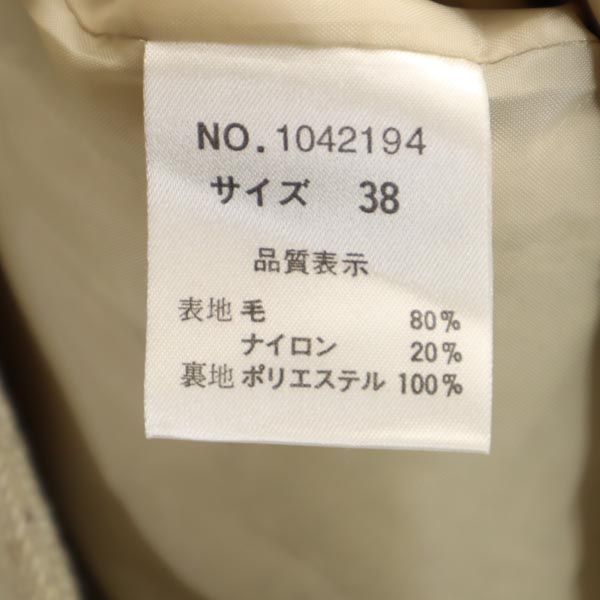 NO. 1042194
サイズ 38
品質表示
表地 毛 80%
ナイロン 20%
裏地 ポリエステル 100%